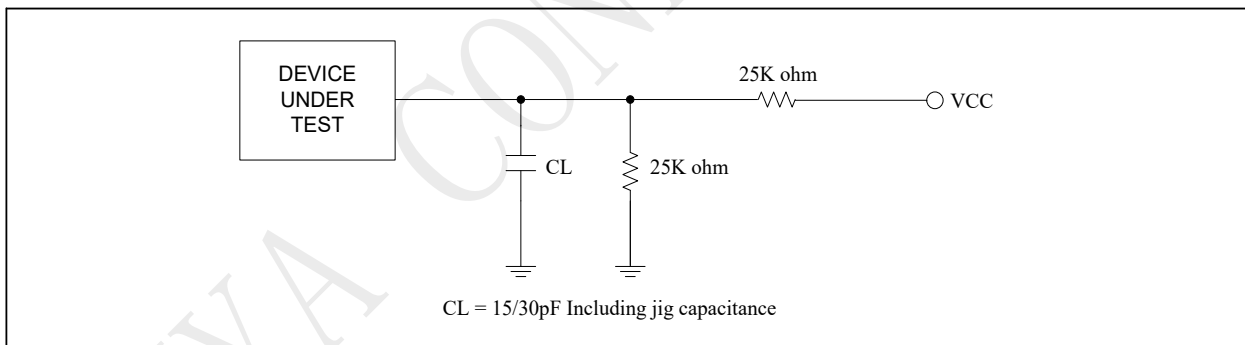 DEVICE
UNDER
TEST
25K ohm
VCC
CL
25K ohm
CL = 15/30pF Including jig capacitance